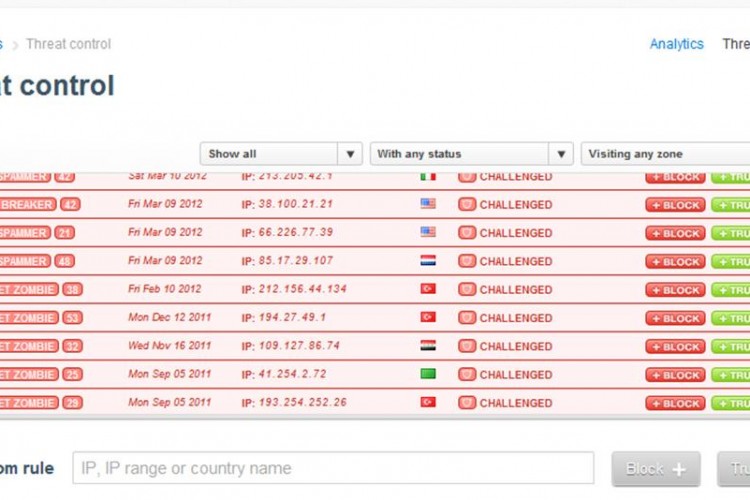 s > Threat control Analytics Thre
at control
Show all With any status Visiting any zone
SPAMMER 42 Sat Mar 10 2012 IP: 213.205.42.1 CHALLENGED + BLOCK + TRU
BREAKER 42 Fri Mar 09 2012 IP: 38.100.21.21 CHALLENGED + BLOCK + TRU
SPAMMER 21 Fri Mar 09 2012 IP: 66.226.77.39 CHALLENGED + BLOCK + TRU
SPAMMER 48 Fri Mar 09 2012 IP: 85.17.29.107 CHALLENGED + BLOCK + TRU
ET ZOMBIE 38 Fri Feb 10 2012 IP: 212.156.44.134 CHALLENGED + BLOCK + TRU
ET ZOMBIE 53 Mon Dec 12 2011 IP: 194.27.49.1 CHALLENGED + BLOCK + TRU
ET ZOMBIE 32 Wed Nov 16 2011 IP: 109.127.86.74 CHALLENGED + BLOCK + TRU
ET ZOMBIE 25 Mon Sep 05 2011 IP: 41.254.2.72 CHALLENGED + BLOCK + TRU
ET ZOMBIE 29 Mon Sep 05 2011 IP: 193.254.252.26 CHALLENGED + BLOCK + TRU
om rule IP, IP range or country name Block + Tru